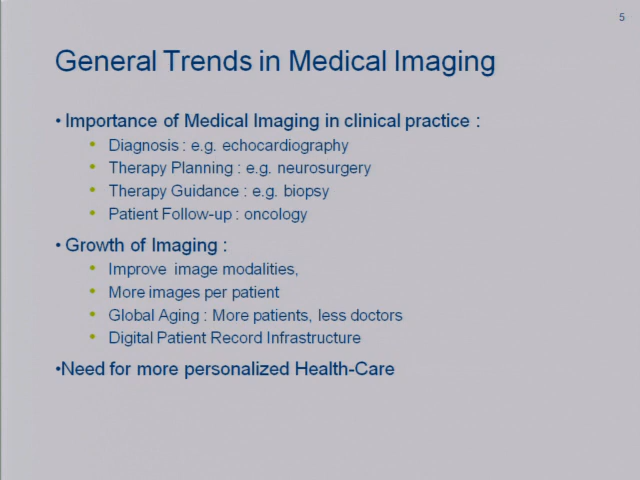 5
General Trends in Medical Imaging
• Importance of Medical Imaging in clinical practice :
• Diagnosis : e.g. echocardiography
• Therapy Planning : e.g. neurosurgery
• Therapy Guidance : e.g. biopsy
• Patient Follow-up : oncology
• Growth of Imaging :
• Improve image modalities,
• More images per patient
• Global Aging : More patients, less doctors
• Digital Patient Record Infrastructure
•Need for more personalized Health-Care